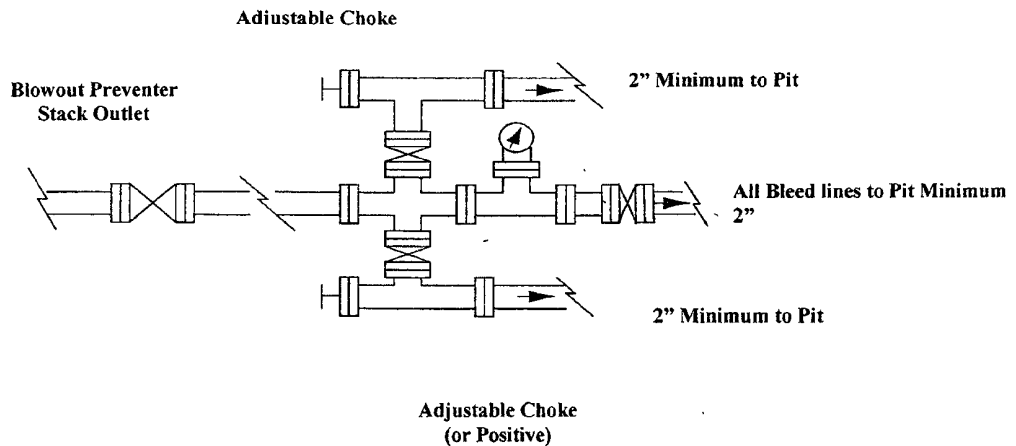 Adjustable Choke
Blowout Preventer
Stack Outlet
2” Minimum to Pit
All Bleed lines to Pit Minimum
2”
2” Minimum to Pit
Adjustable Choke
(or Positive)